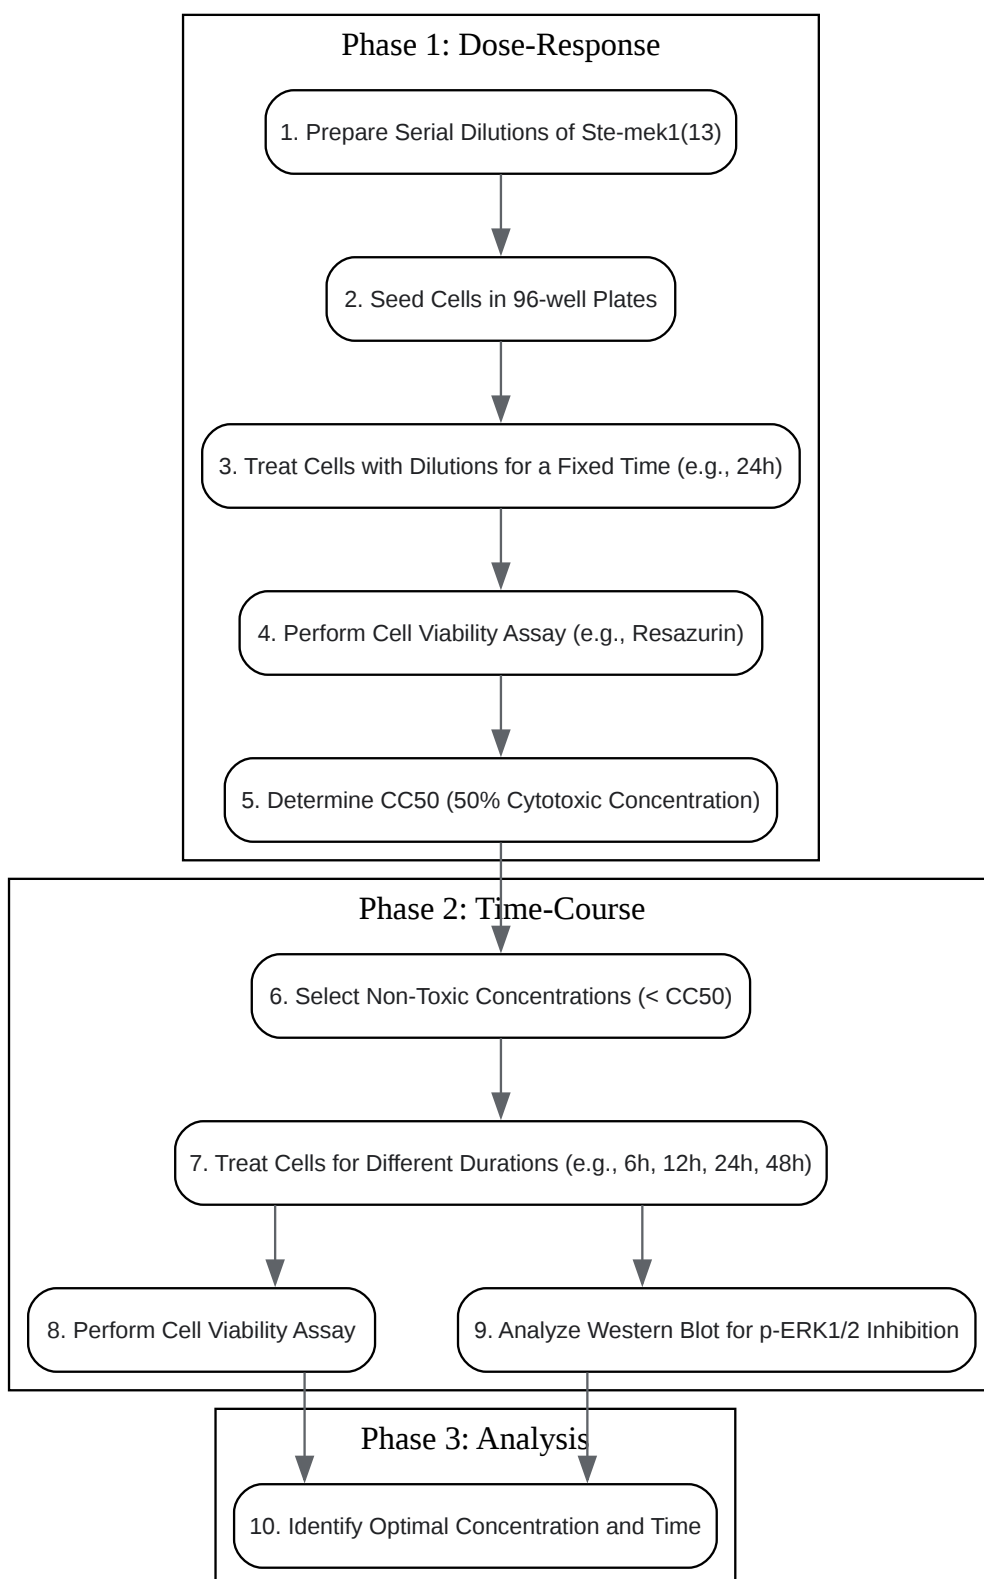 Phase 1: Dose-Response
1. Prepare Serial Dilutions of Ste-mek1(13)
2. Seed Cells in 96-well Plates
3. Treat Cells with Dilutions for a Fixed Time (e.g., 24h)
4. Perform Cell Viability Assay (e.g., Resazurin)
5. Determine CC50 (50% Cytotoxic Concentration)
Phase 2: Time-Course
6. Select Non-Toxic Concentrations (< CC50)
7. Treat Cells for Different Durations (e.g., 6h, 12h, 24h, 48h)
8. Perform Cell Viability Assay
9. Analyze Western Blot for p-ERK1/2 Inhibition
Phase 3: Analysis
10. Identify Optimal Concentration and Time